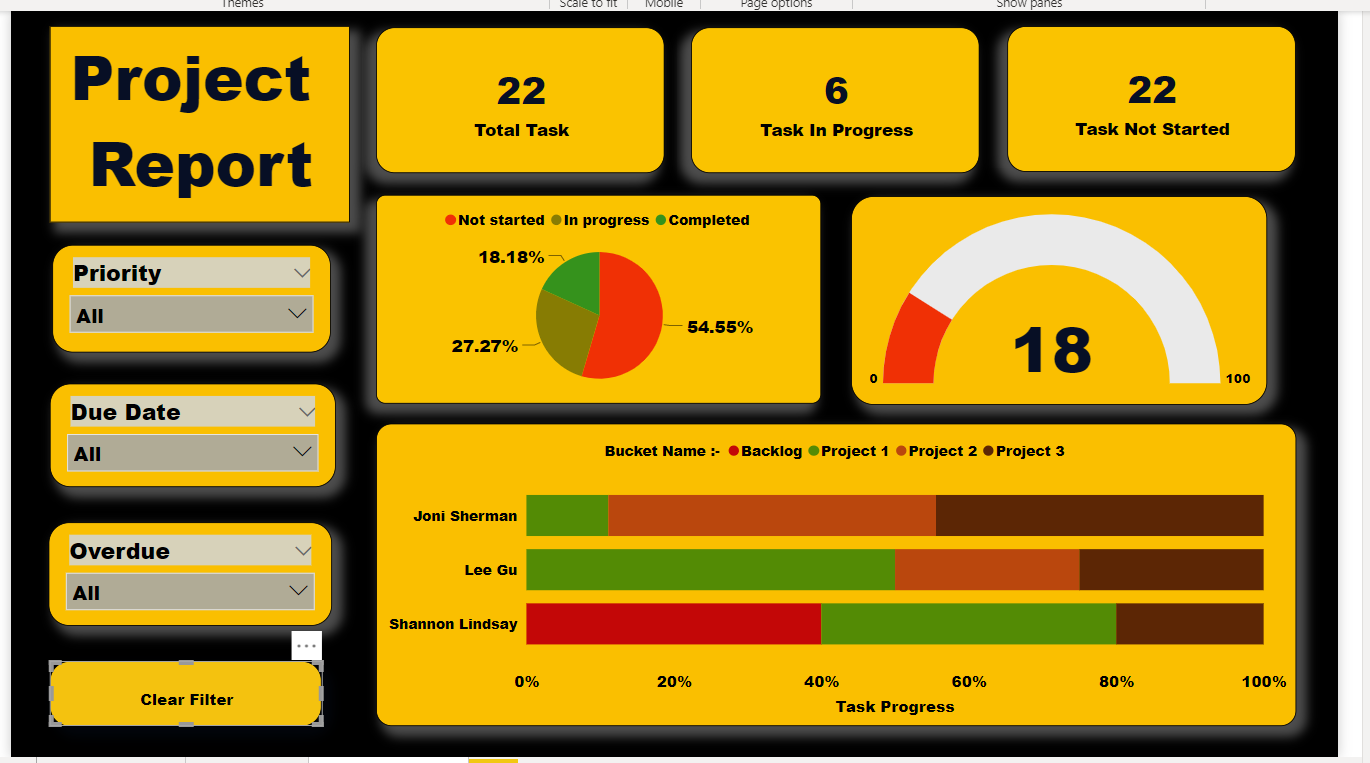 Themes
Scale to fit
Mobile
Page options
Show panes
Project
Report
22
Total Task
6
Task In Progress
22
Task Not Started
Priority
All
Due Date
All
Overdue
All
Clear Filter
Not started In progress Completed
18.18%
27.27%
54.55%
18
0
100
Bucket Name :- Backlog Project 1 Project 2 Project 3
Joni Sherman
Lee Gu
Shannon Lindsay
0% 20% 40% 60% 80% 100%
Task Progress